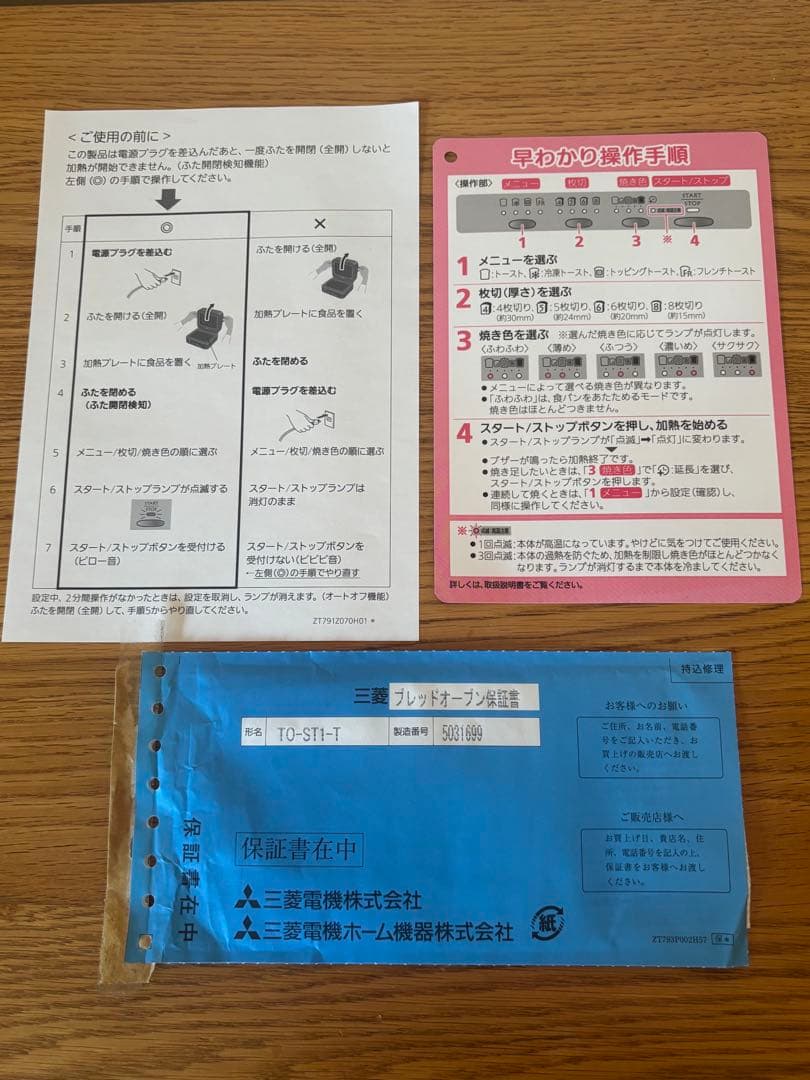 ＜ご使用の前に＞
この製品は電源プラグを差込んだあと、一度ふたを開閉（全開）しないと
加熱が開始できません。（ふた開閉検知機能）
左側（◎）の手順で操作してください。
手順 ◎ ×
1 電源プラグを差込む ふたを開ける（全開）
2 ふたを開ける（全開） 加熱プレートに食品を置く
3 加熱プレートに食品を置く 加熱プレート ふたを閉める
4 ふたを閉める 電源プラグを差込む
（ふた開閉検知）
5 メニュー/枚切/焼き色の順に選ぶ メニュー/枚切/焼き色の順に選ぶ
6 スタート/ストップランプが点滅する スタート/ストップランプは
消灯のまま
START
STOP
7 スタート/ストップボタンを受付ける スタート/ストップボタンを
（ピロー音） 受付けない（ピピピ音）
←左側（◎）の手順でやり直す
設定中、2分間操作がなかったときは、設定を取消し、ランプが消えます。（オートオフ機能）
ふたを開閉（全開）して、手順5からやり直してください。
ZT791Z070H01＊
早わかり操作手順
〈操作部〉 メニュー 枚切 焼き色 スタート/ストップ
START
STOP
1 2 3 ※ 4
1 メニューを選ぶ
:トースト、:冷凍トースト、:トッピングトースト、:フレンチトースト
2 枚切（厚さ）を選ぶ
4:4枚切り、5:5枚切り、6:6枚切り、8:8枚切り
（約30mm） （約24mm） （約20mm） （約15mm）
3 焼き色を選ぶ ※選んだ焼き色に応じてランプが点灯します。
〈ふわふわ〉 〈薄め〉 〈ふつう〉 〈濃いめ〉 〈サクサク〉
●メニューによって選べる焼き色が異なります。
●「ふわふわ」は、食パンをあたためるモードです。
焼き色はほとんどつきません。
4 スタート/ストップボタンを押し、加熱を始める
●スタート/ストップランプが「点滅」➡「点灯」に変わります。
▼
●ブザーが鳴ったら加熱終了です。
●焼き足したいときは、「3 焼き色」で「:延長」を選び、
スタート/ストップボタンを押します。
●連続して焼くときは、「1 メニュー」から設定（確認）し、
同様に操作してください。
※ 点滅:高温注意
●1回点滅:本体が高温になっています。やけどに気をつけてご使用ください。
●3回点滅:本体の過熱を防ぐため、加熱を制限し焼き色がほとんどつかなく
なります。ランプが消灯するまで本体を冷ましてください。
詳しくは、取扱説明書をご覧ください。
持込修理
三菱 ブレッドオーブン保証書
形名 TO-ST1-T 製造番号 5031699
お客様へのお願い
ご住所、お名前、電話番
号をご記入いただき、お
買上げの販売店へお渡し
ください。
ご販売店様へ
お買上げ日、貴店名、住
所、電話番号を記入の上、
保証書をお客様へお渡し
ください。
保証書在中
保証書在中
三菱電機株式会社
三菱電機ホーム機器株式会社
紙
ZT793P002H57 保＊